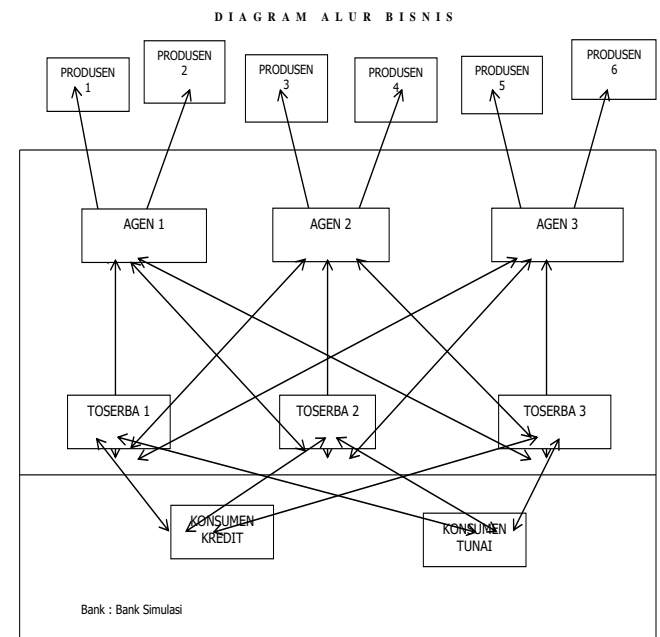 DIAGRAM ALUR BISNIS
PRODUSEN
1
PRODUSEN
2
PRODUSEN
3
PRODUSEN
4
PRODUSEN
5
PRODUSEN
6
AGEN 1
AGEN 2
AGEN 3
TOSERBA 1
TOSERBA 2
TOSERBA 3
KONSUMEN
KREDIT
KONSUMEN
TUNAI
Bank : Bank Simulasi